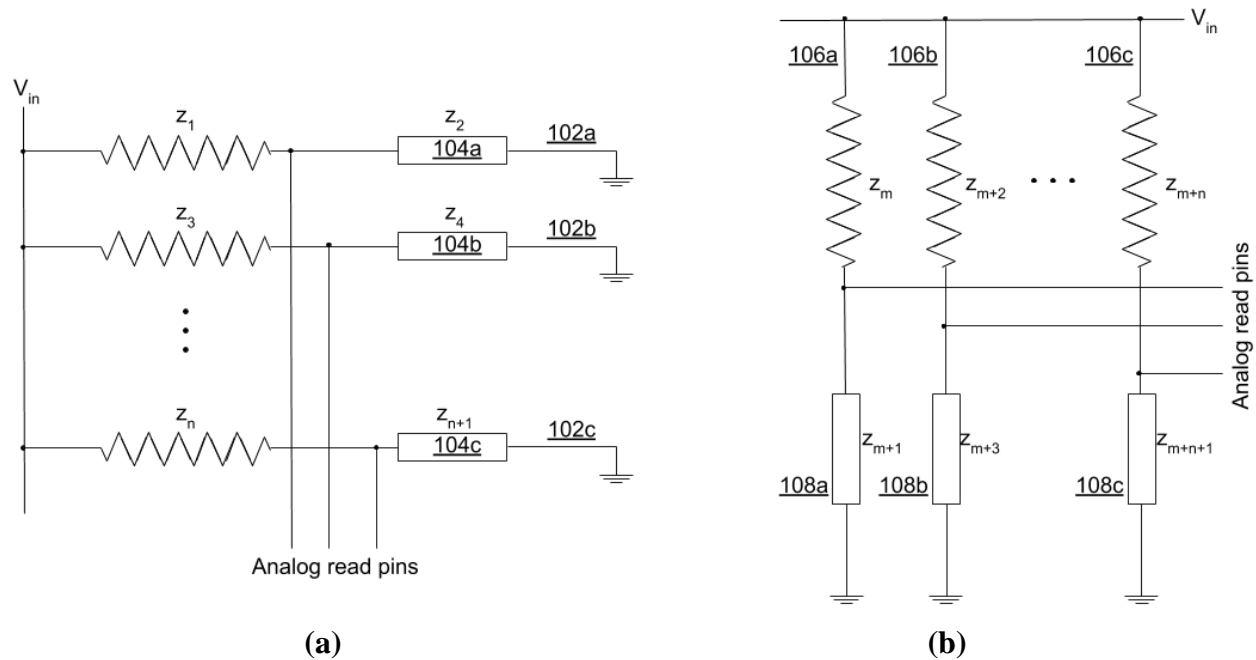 V_in
z_1
z_2
104a
102a
z_3
z_4
104b
102b
z_n
z_n+1
104c
102c
Analog read pins
(a)
V_in
106a
106b
106c
z_m
z_m+2
z_m+n
Analog read pins
z_m+1
z_m+3
z_m+n+1
108a
108b
108c
(b)